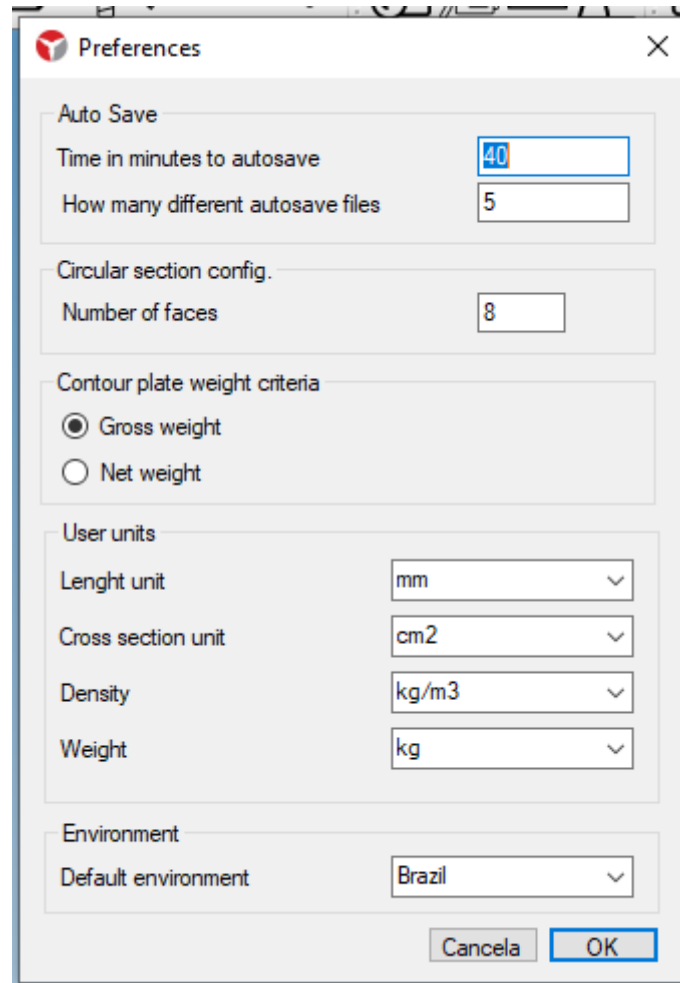 Preferences
Auto Save
Time in minutes to autosave 40
How many different autosave files 5
Circular section config.
Number of faces 8
Contour plate weight criteria
Gross weight
Net weight
User units
Lenght unit mm
Cross section unit cm2
Density kg/m3
Weight kg
Environment
Default environment Brazil
Cancela OK